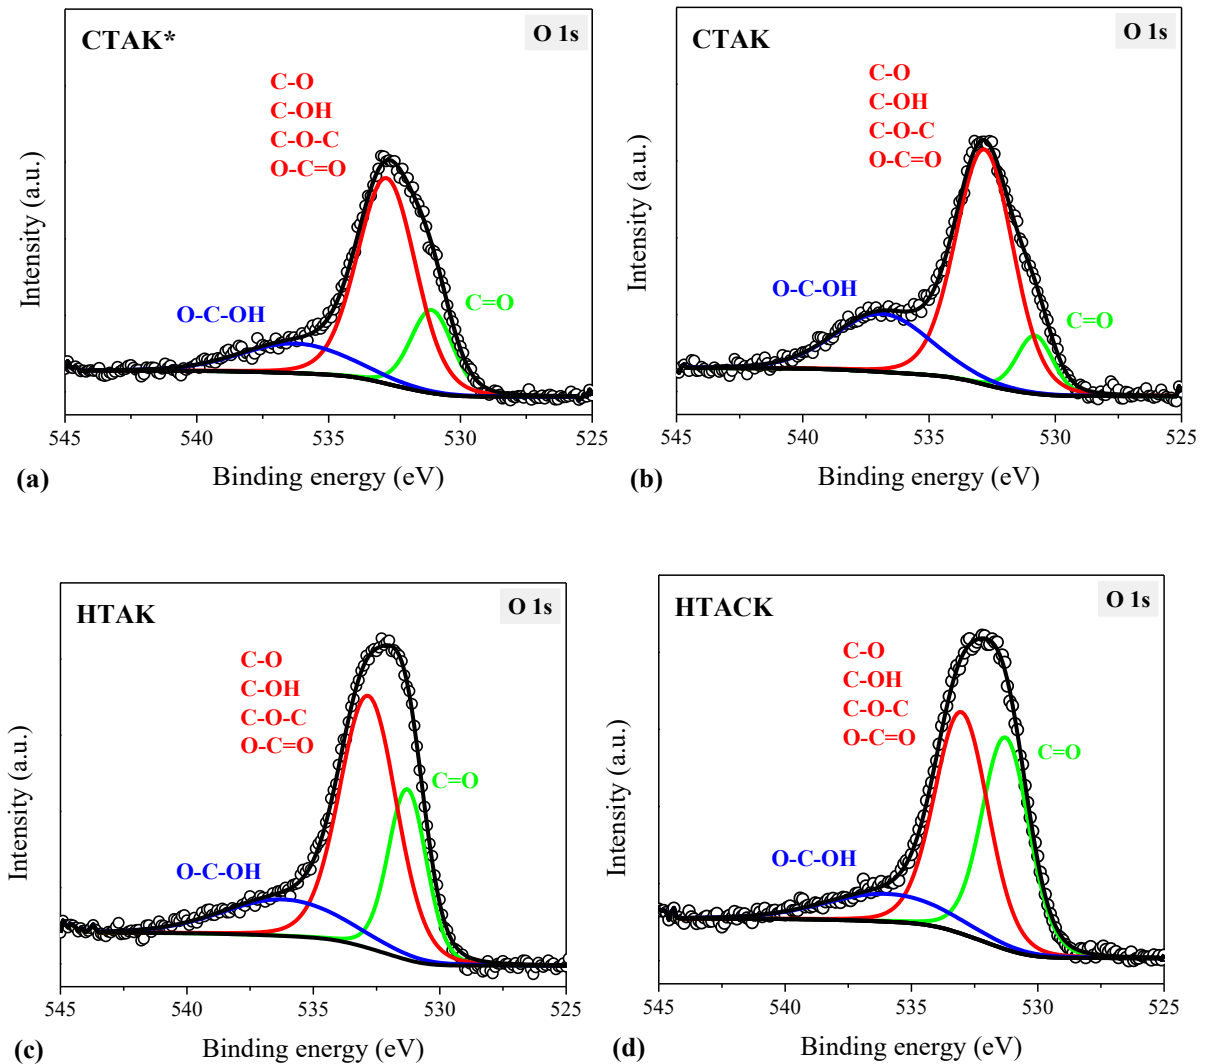 CTAK*
O 1s
C-O
C-OH
C-O-C
O-C=O
O-C-OH
C=O
Intensity (a.u.)
545
540
535
530
525
Binding energy (eV)
(a)
CTAK
O 1s
C-O
C-OH
C-O-C
O-C=O
O-C-OH
C=O
Intensity (a.u.)
545
540
535
530
525
Binding energy (eV)
(b)
HTAK
O 1s
C-O
C-OH
C-O-C
O-C=O
C=O
O-C-OH
Intensity (a.u.)
545
540
535
530
525
Binding energy (eV)
(c)
HTACK
O 1s
C-O
C-OH
C-O-C
O-C=O
C=O
O-C-OH
Intensity (a.u.)
545
540
535
530
525
Binding energy (eV)
(d)